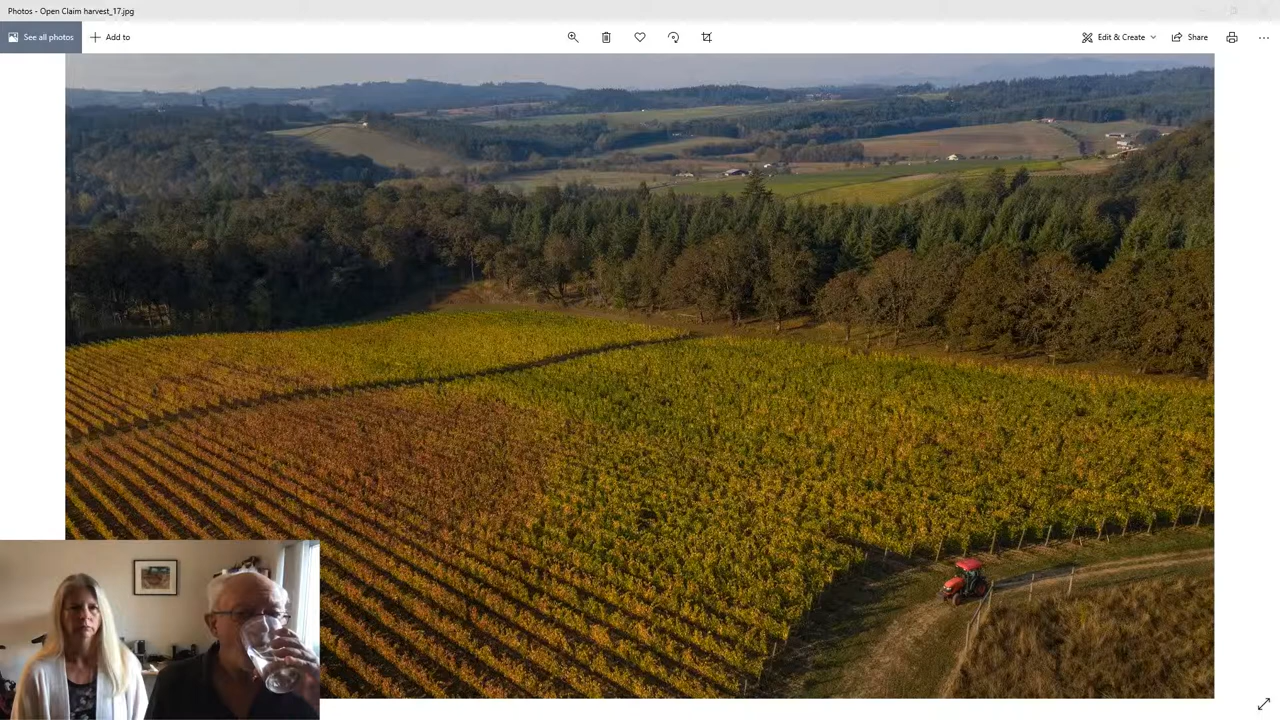 Photos - Open Claim harvest_17.jpg
See all photos
Add to
Edit & Create
Share